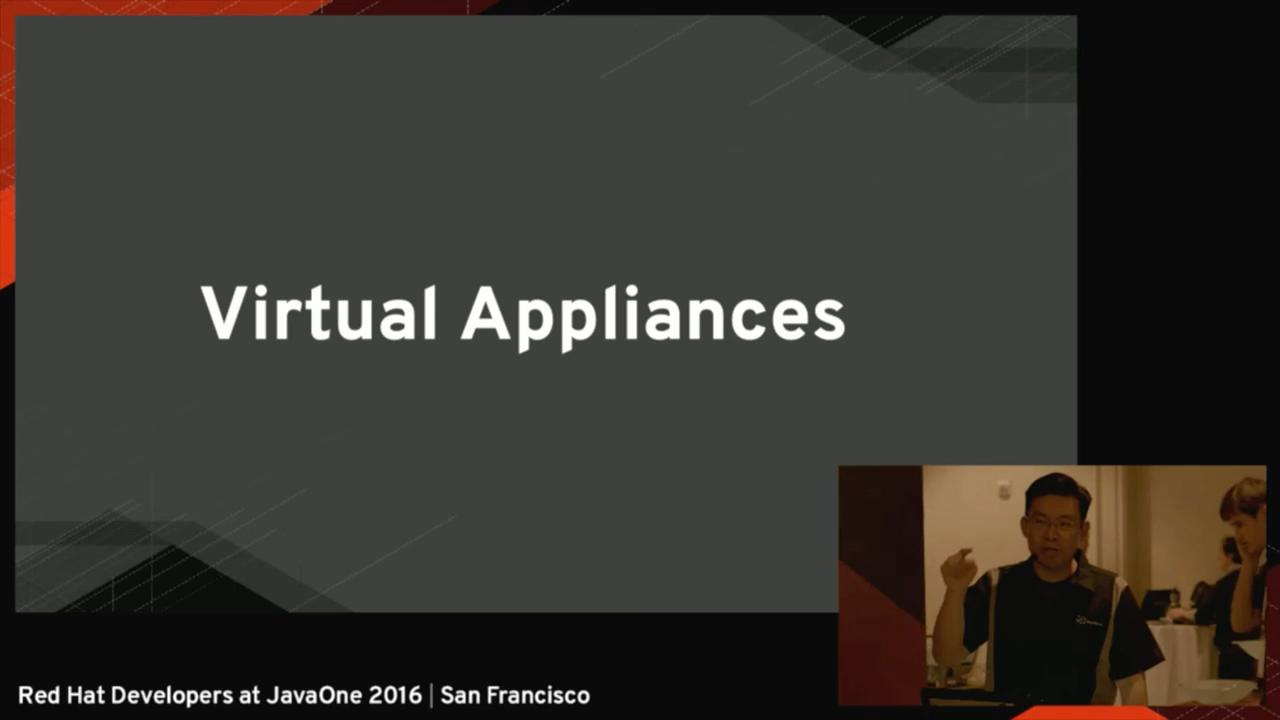 Virtual Appliances
Red Hat Developers at JavaOne 2016 | San Francisco